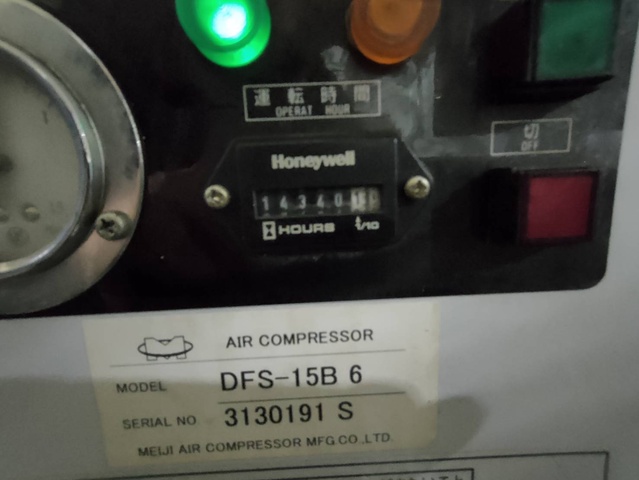 運転時間
OPERAT HOUR
切
OFF
Honeywell
14340
HOURS 1/10
AIR COMPRESSOR
MODEL DFS-15B 6
SERIAL NO 3130191 S
MEIJI AIR COMPRESSOR MFG.CO.,LTD.